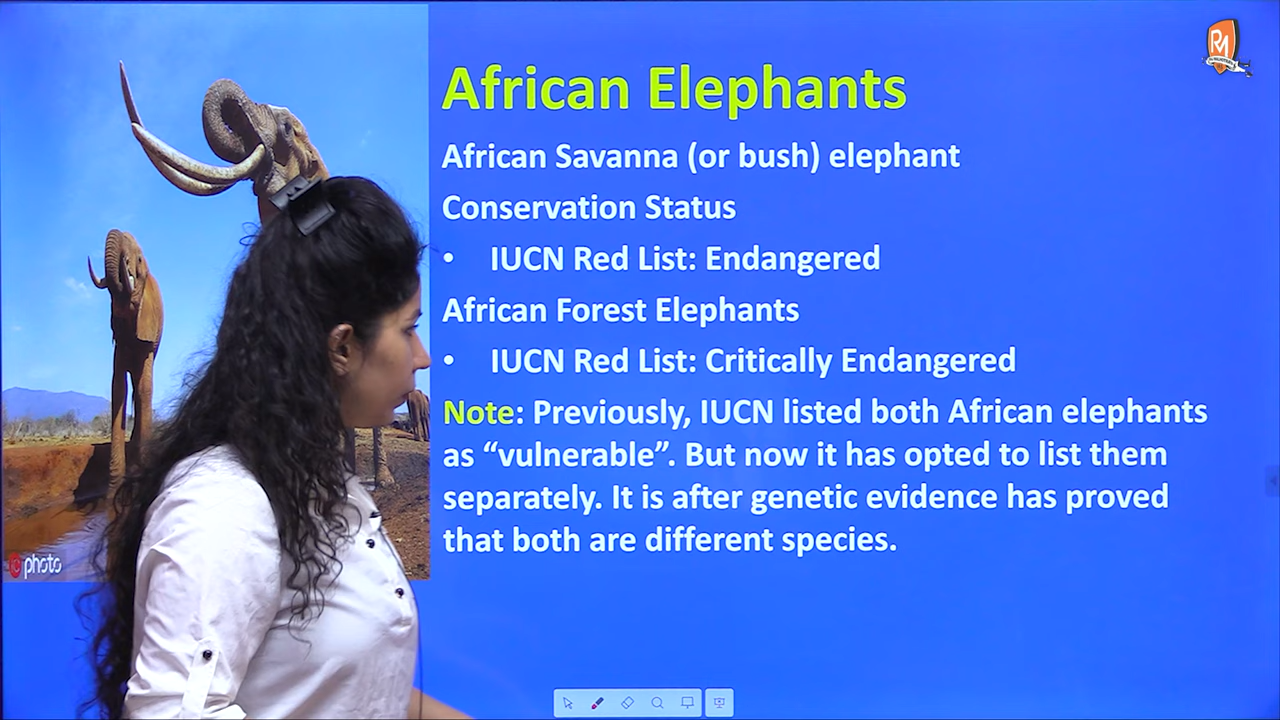 African Elephants
African Savanna (or bush) elephant
Conservation Status
• IUCN Red List: Endangered
African Forest Elephants
• IUCN Red List: Critically Endangered
Note: Previously, IUCN listed both African elephants
as “vulnerable”. But now it has opted to list them
separately. It is after genetic evidence has proved
that both are different species.
photo